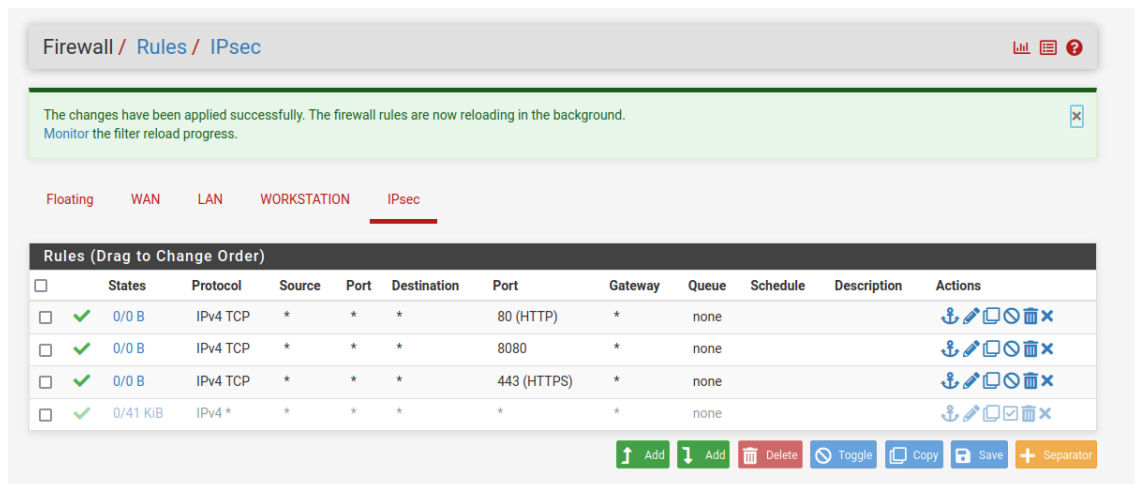 Firewall / Rules / IPsec
The changes have been applied successfully. The firewall rules are now reloading in the background.
Monitor the filter reload progress.
Floating WAN LAN WORKSTATION IPsec
Rules (Drag to Change Order)
States Protocol Source Port Destination Port Gateway Queue Schedule Description Actions
0/0 B IPv4 TCP * * * 80 (HTTP) * none
0/0 B IPv4 TCP * * * 8080 * none
0/0 B IPv4 TCP * * * 443 (HTTPS) * none
0/41 KiB IPv4 * * * * * * none
Add Add Delete Toggle Copy Save Separator